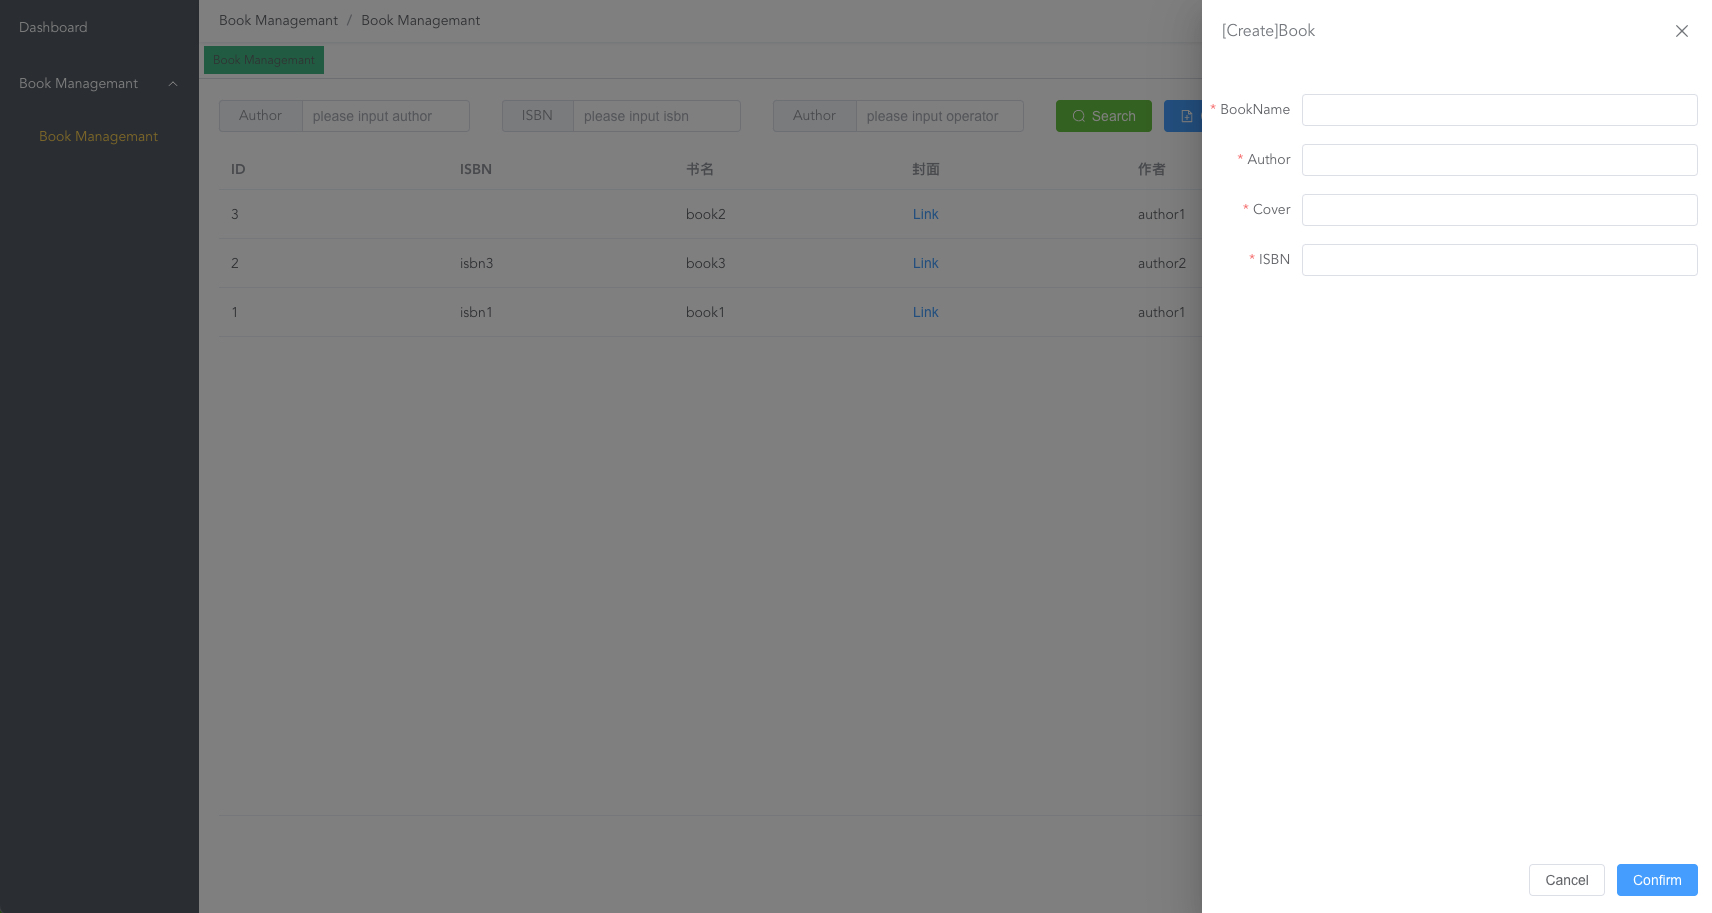 Dashboard
Book Managemant
Book Managemant
Book Managemant / Book Managemant
Book Managemant
Author please input author ISBN please input isbn Author please input operator Search
ID ISBN 书名 封面 作者
3 book2 Link author1
2 isbn3 book3 Link author2
1 isbn1 book1 Link author1
[Create]Book
* BookName
* Author
* Cover
* ISBN
Cancel Confirm